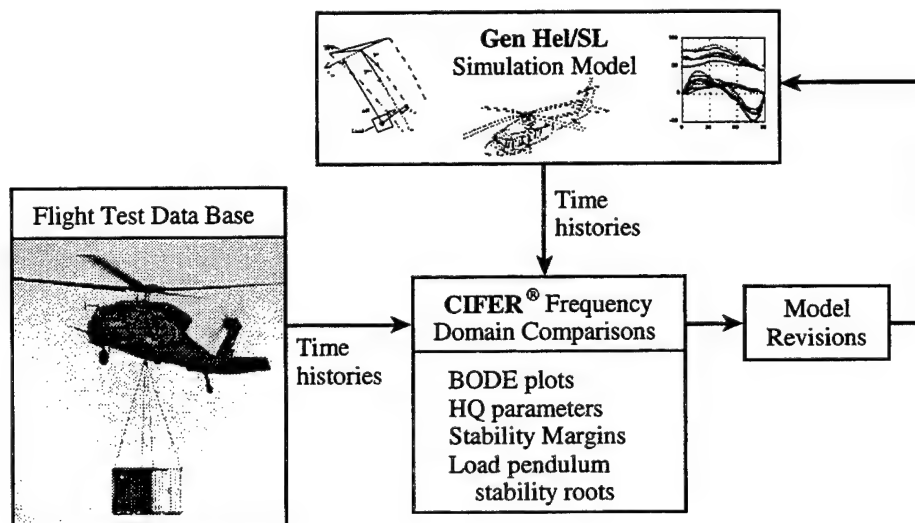 Gen Hel/SL
Simulation Model
Load
Time
histories
Flight Test Data Base
Time
histories
CIFER® Frequency
Domain Comparisons
BODE plots
HQ parameters
Stability Margins
Load pendulum
stability roots
Model
Revisions